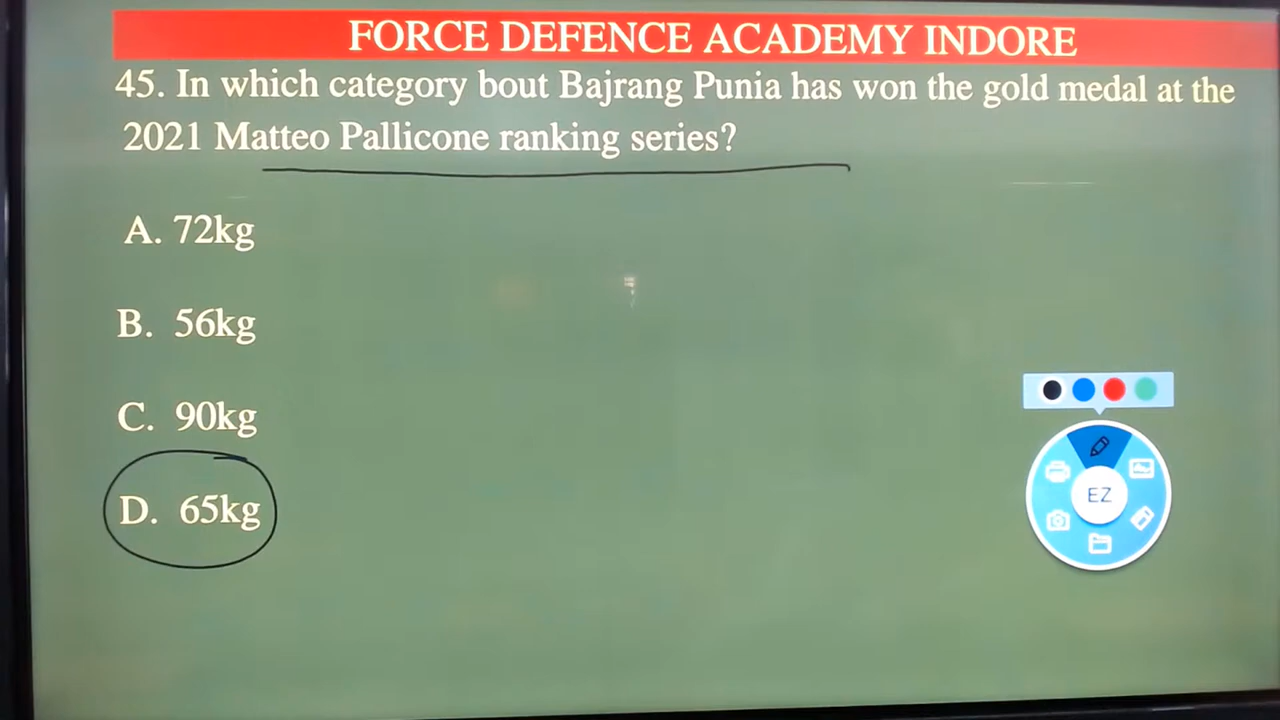 FORCE DEFENCE ACADEMY INDORE
45. In which category bout Bajrang Punia has won the gold medal at the
2021 Matteo Pallicone ranking series?
A. 72kg
B. 56kg
C. 90kg
D. 65kg
EZ